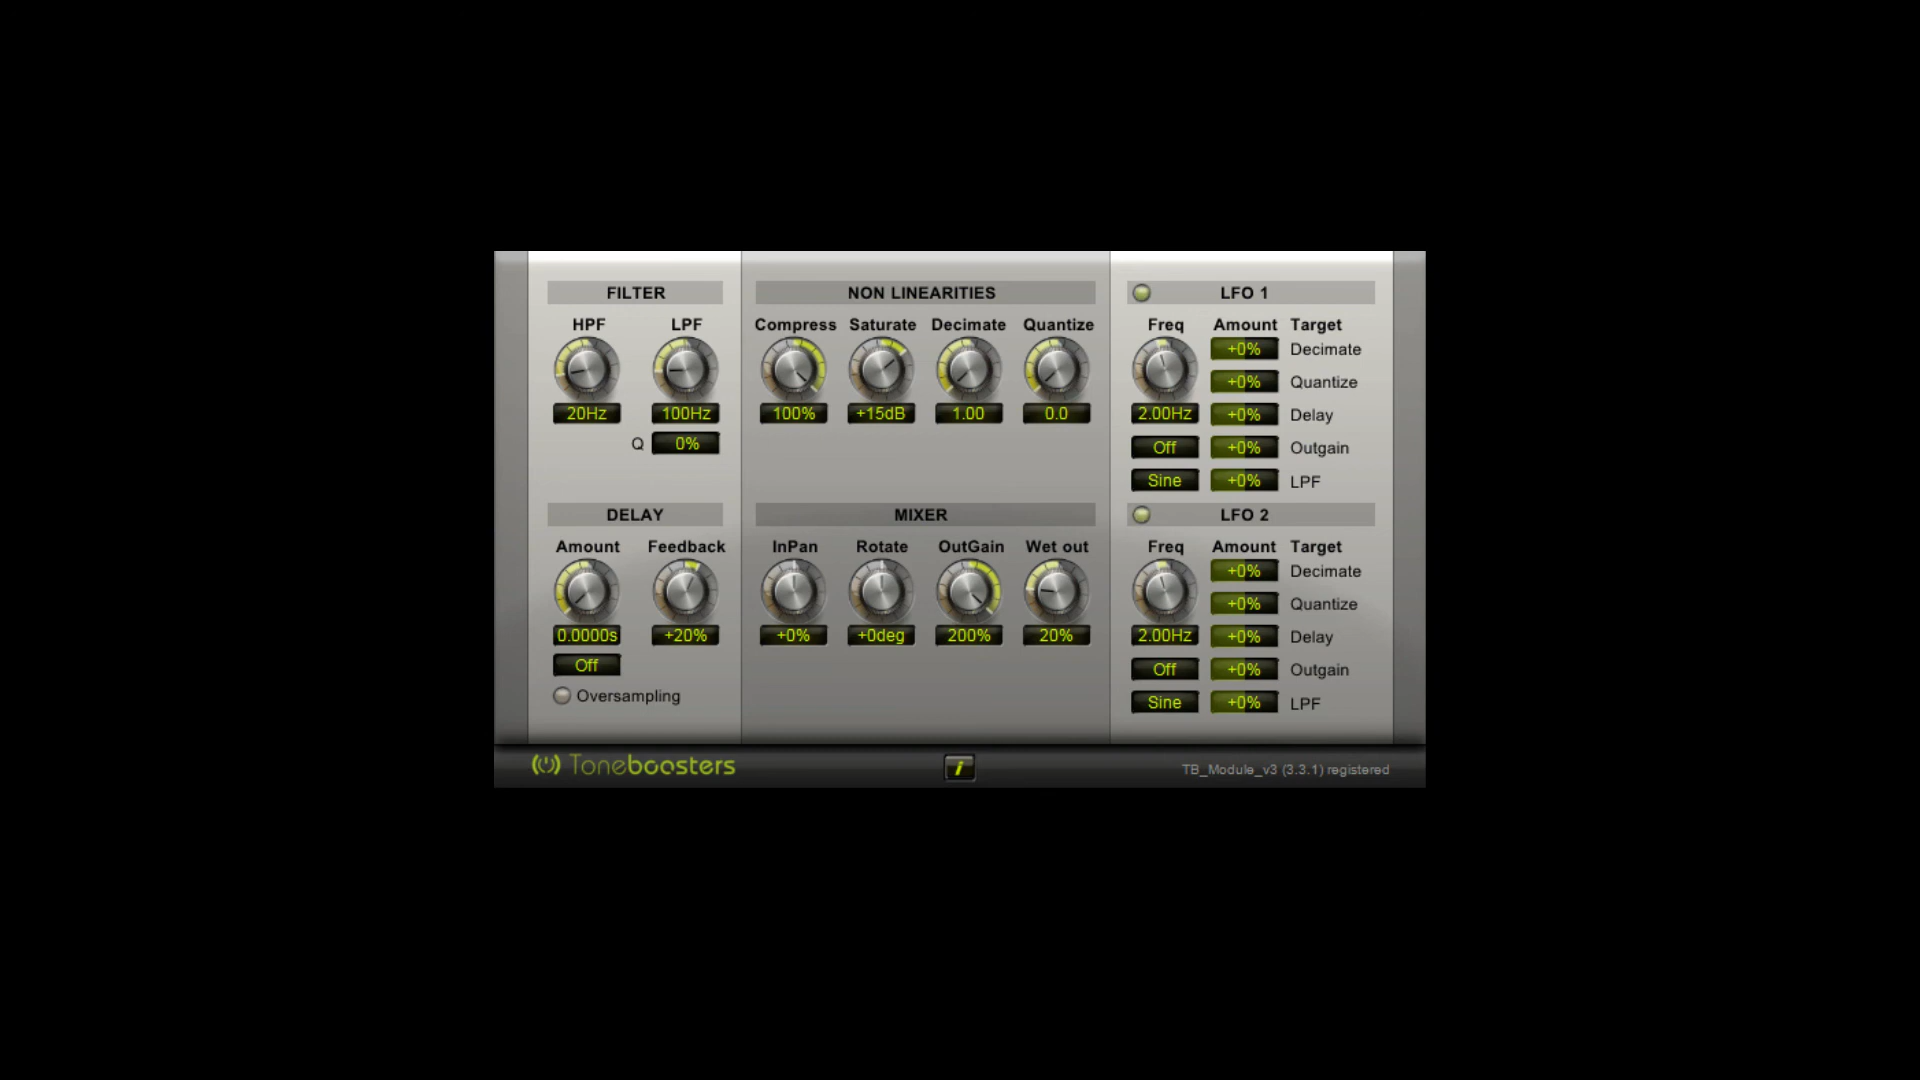 FILTER
HPF LPF
20Hz 100Hz
Q 0%
NON LINEARITIES
Compress Saturate Decimate Quantize
100% +15dB 1.00 0.0
LFO 1
Freq Amount Target
+0% Decimate
+0% Quantize
2.00Hz +0% Delay
Off +0% Outgain
Sine +0% LPF
DELAY
Amount Feedback
0.0000s +20%
Off
Oversampling
MIXER
InPan Rotate OutGain Wet out
+0% +0deg 200% 20%
LFO 2
Freq Amount Target
+0% Decimate
+0% Quantize
2.00Hz +0% Delay
Off +0% Outgain
Sine +0% LPF
Toneboosters
i
TB_Module_v3 (3.3.1) registered